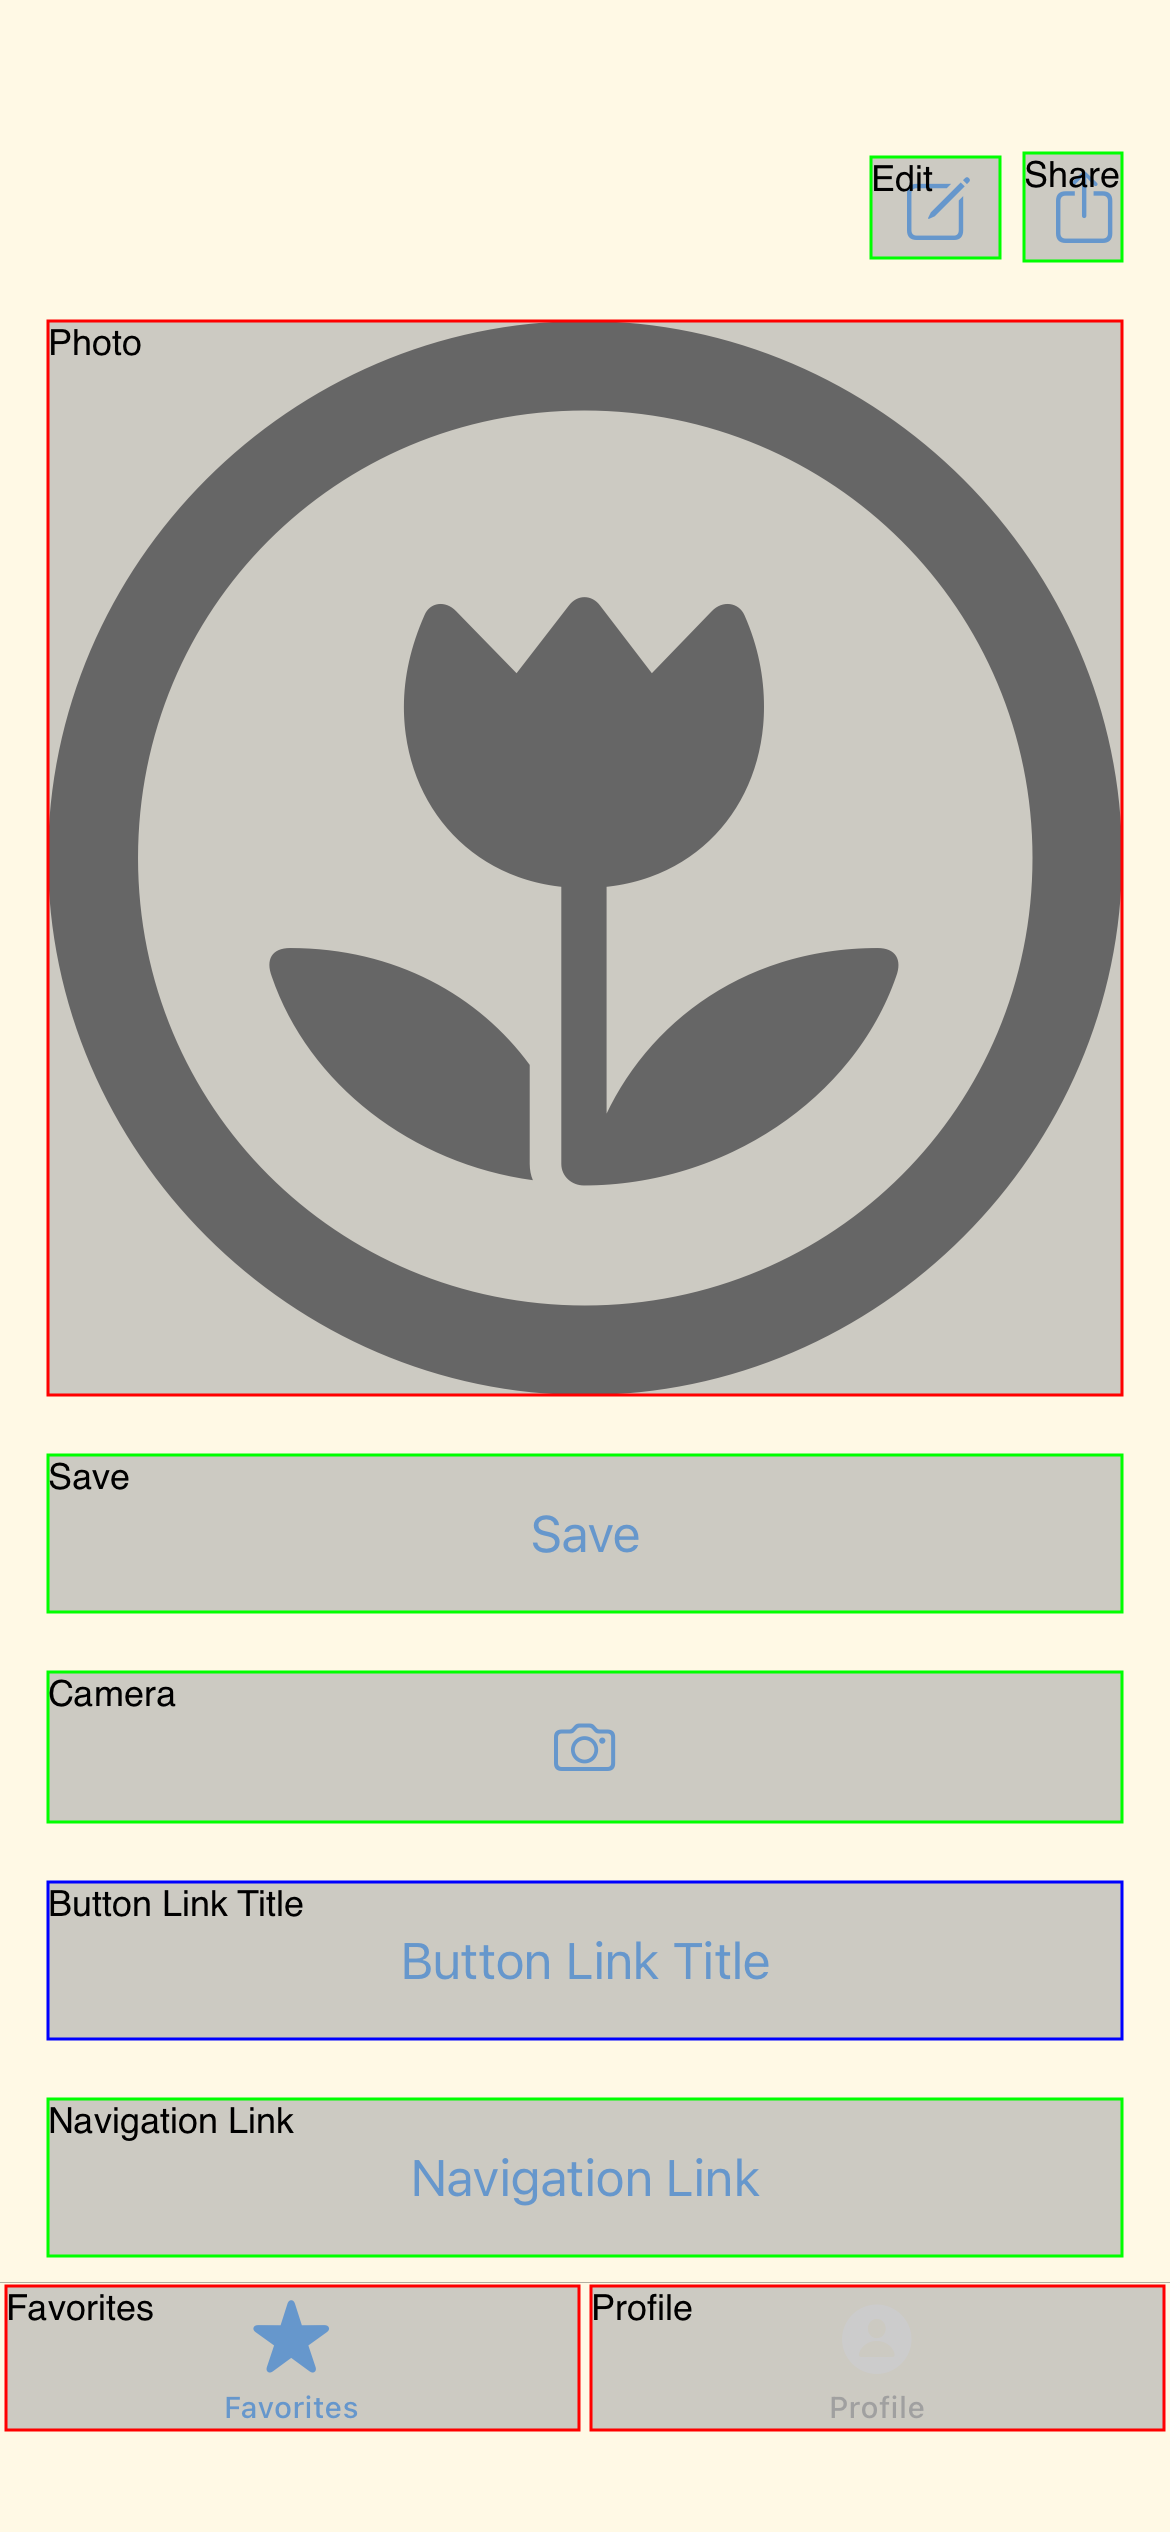 Edit
Share
Photo
Save
Save
Camera
Button Link Title
Button Link Title
Navigation Link
Navigation Link
Favorites
Profile
Favorites
Profile